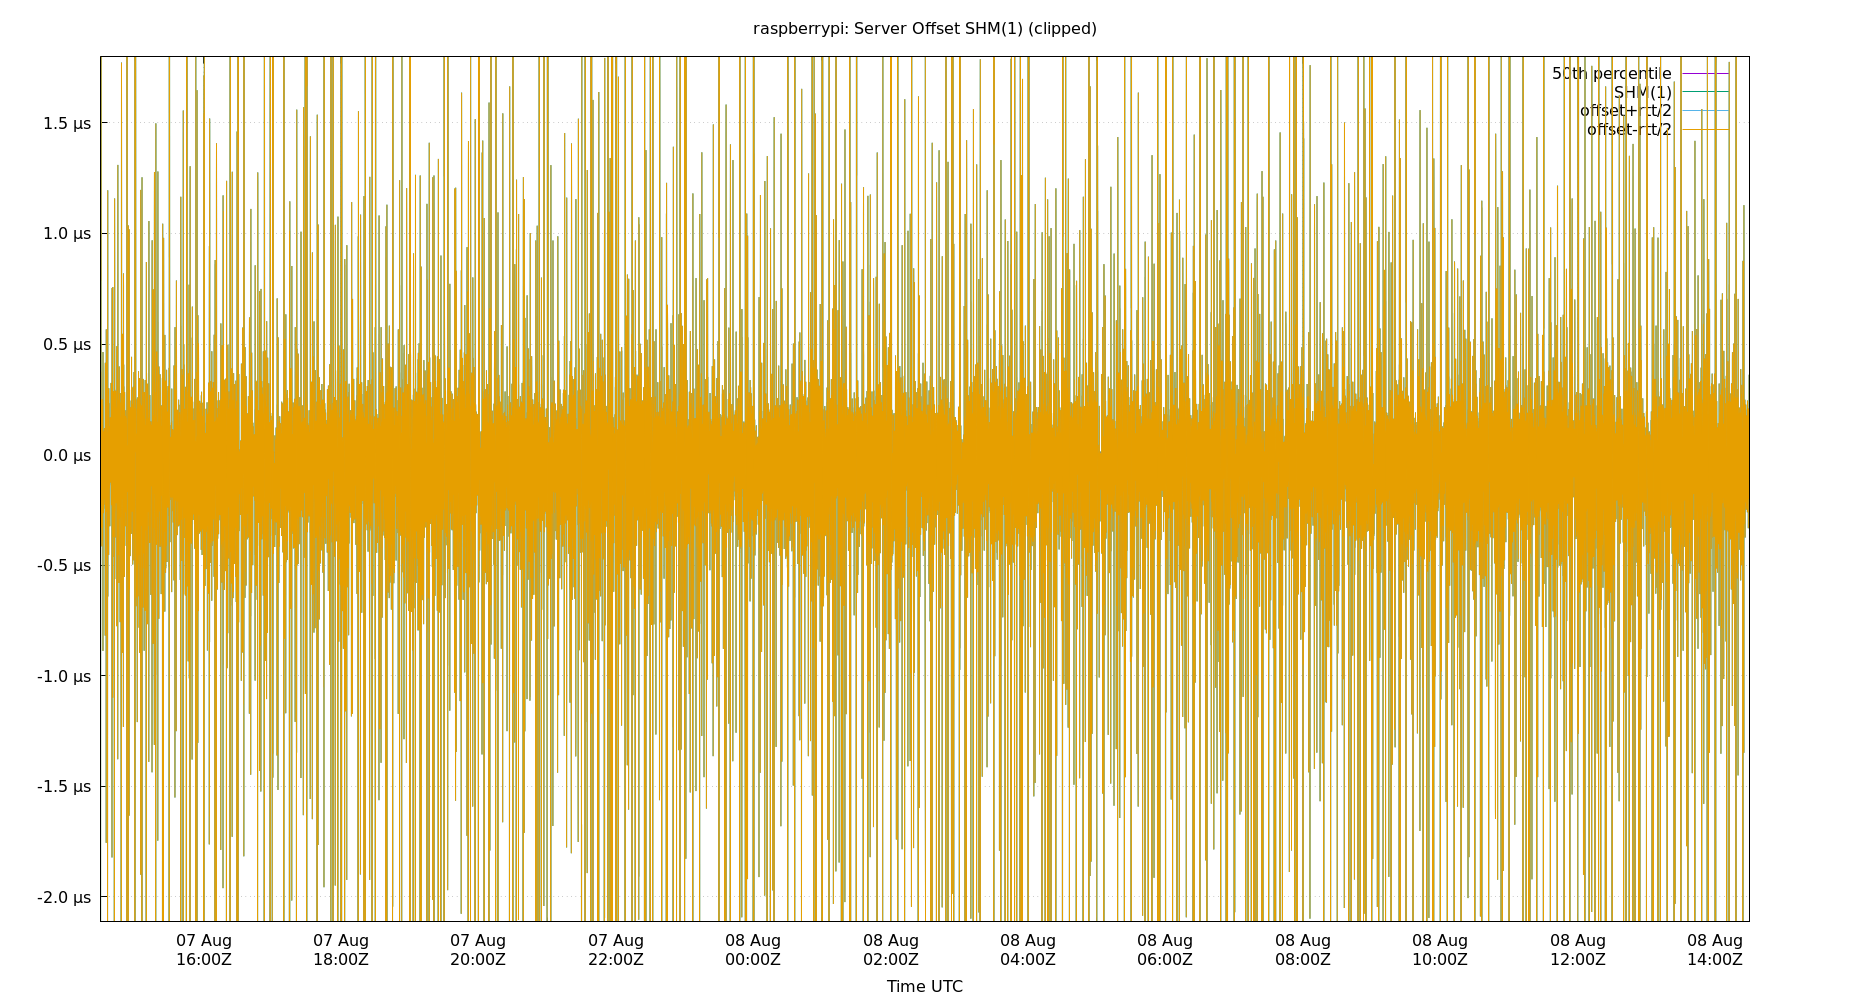 raspberrypi: Server Offset SHM(1) (clipped)
50th percentile
SHM(1)
offset+rtt/2
offset-rtt/2
1.5 µs
1.0 µs
0.5 µs
0.0 µs
-0.5 µs
-1.0 µs
-1.5 µs
-2.0 µs
07 Aug 07 Aug 07 Aug 07 Aug 08 Aug 08 Aug 08 Aug 08 Aug 08 Aug 08 Aug 08 Aug 08 Aug
16:00Z 18:00Z 20:00Z 22:00Z 00:00Z 02:00Z 04:00Z 06:00Z 08:00Z 10:00Z 12:00Z 14:00Z
Time UTC